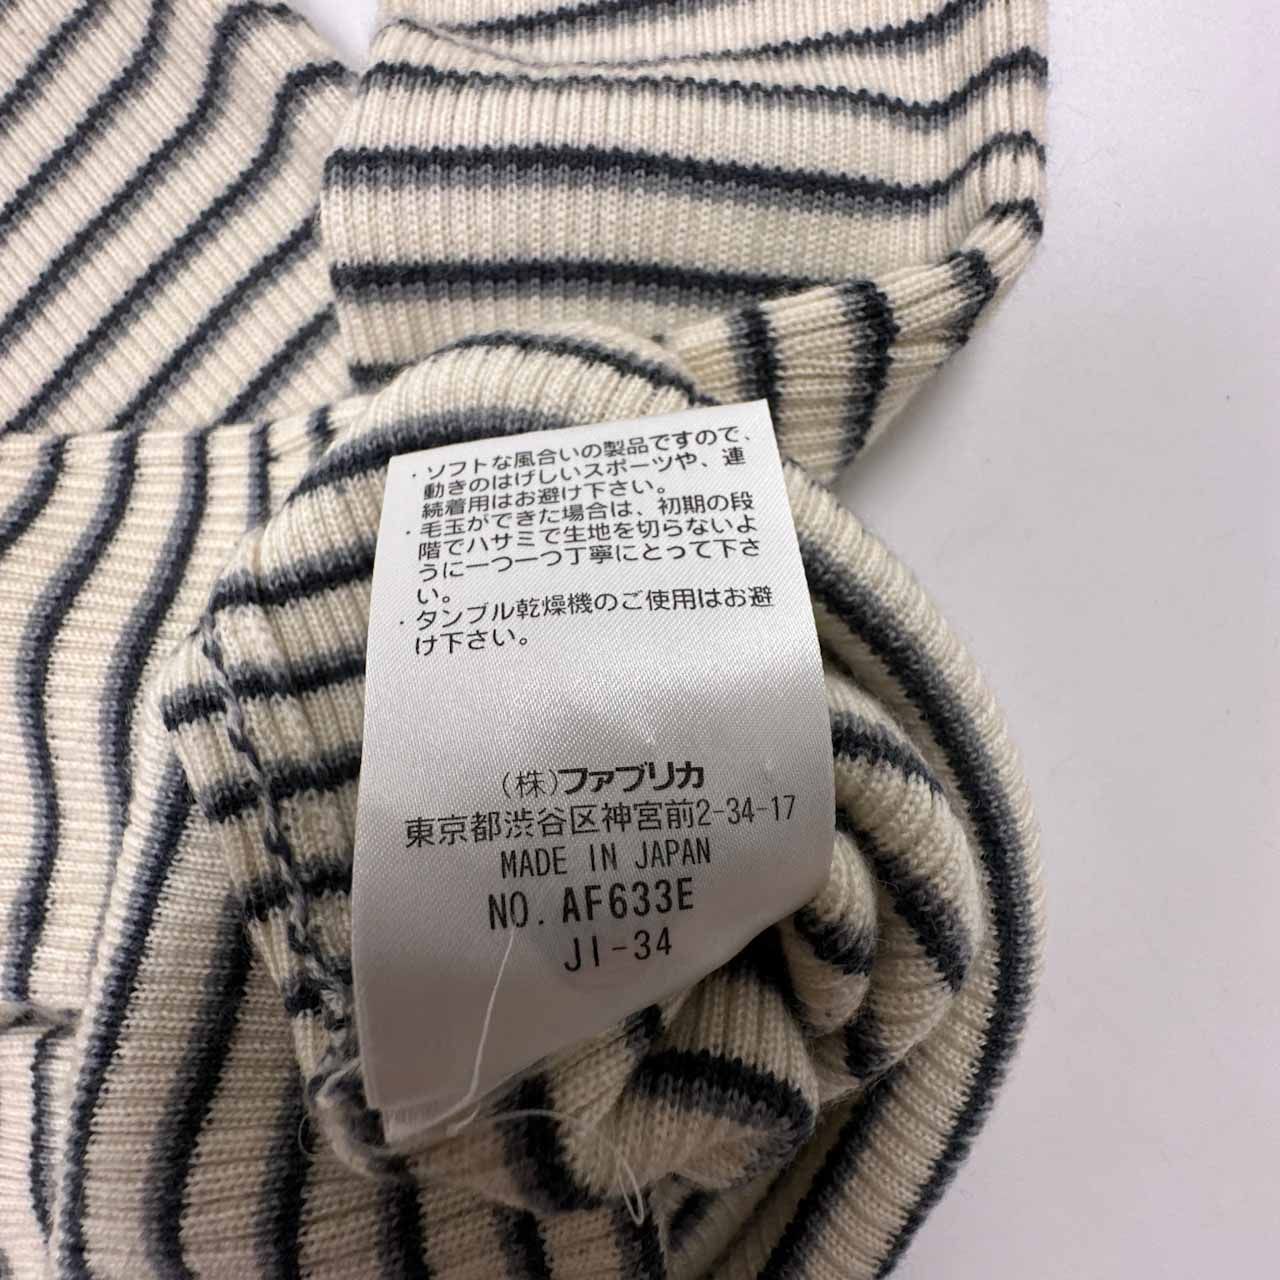 ・ソフトな風合いの製品ですので、
動きのはげしいスポーツや、連
続着用はお避け下さい。
・毛玉ができた場合は、初期の段
階でハサミで生地を切らないよ
うに一つ一つ丁寧にとって下さ
い。
・タンブル乾燥機のご使用はお避
け下さい。
(株)ファブリカ
東京都渋谷区神宮前2-34-17
MADE IN JAPAN
NO. AF633E
JI-34